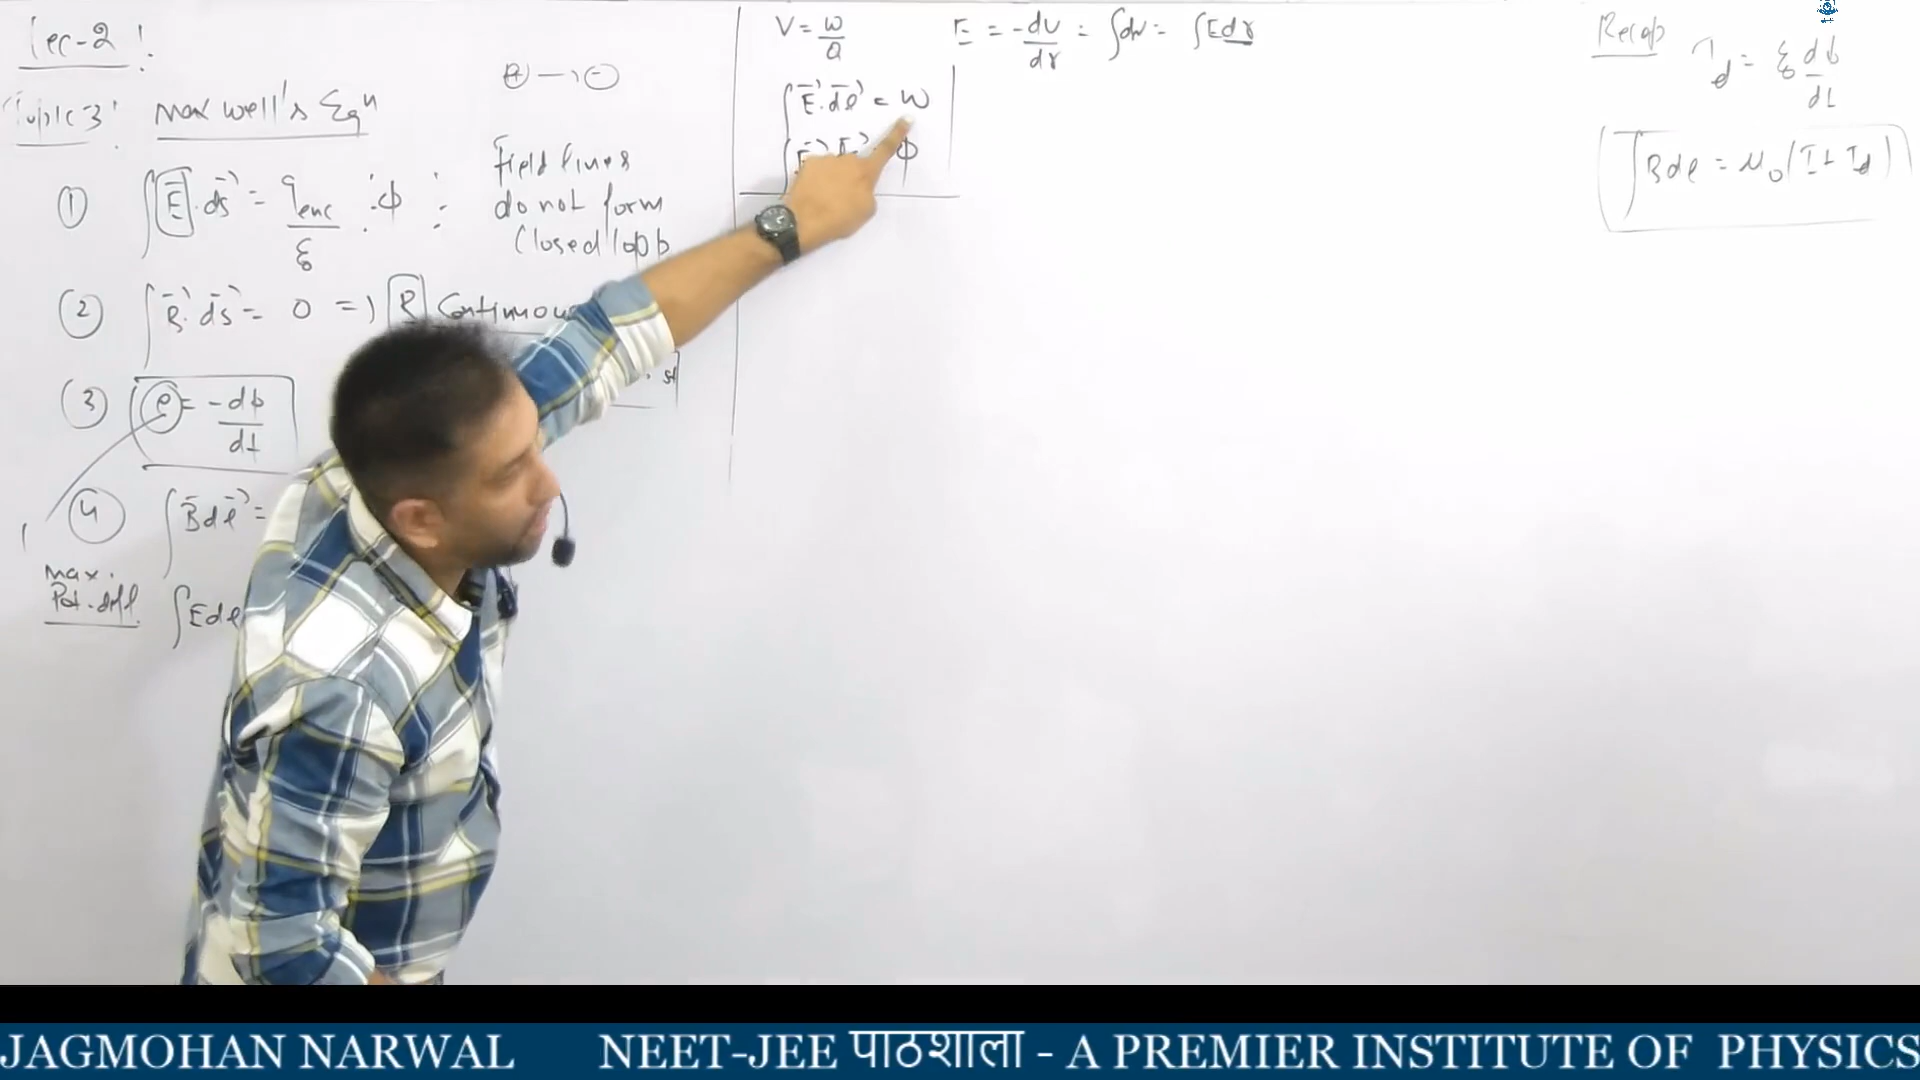 Lec-2!
Topic-3! Maxwell's Eqn
⊕ → ⊖
① ∫E⃗.ds⃗ = qenc/ε₀ : φ :
field lines
do not form
closed loop
② ∫B⃗.ds⃗ = 0 => B Continuous
③ e = -dφ/dt
④ ∫B⃗dl⃗ =
Max.
Pot. diff ∫Edl
V = W/Q E = -dV/dr = ∫dv = ∫Edr
∫E⃗.dl⃗ = W
φ
Recap Id = ε₀ dφ/dt
∫Bdl = μ₀(I+Id)
JAGMOHAN NARWAL NEET-JEE पाठशाला - A PREMIER INSTITUTE OF PHYSICS